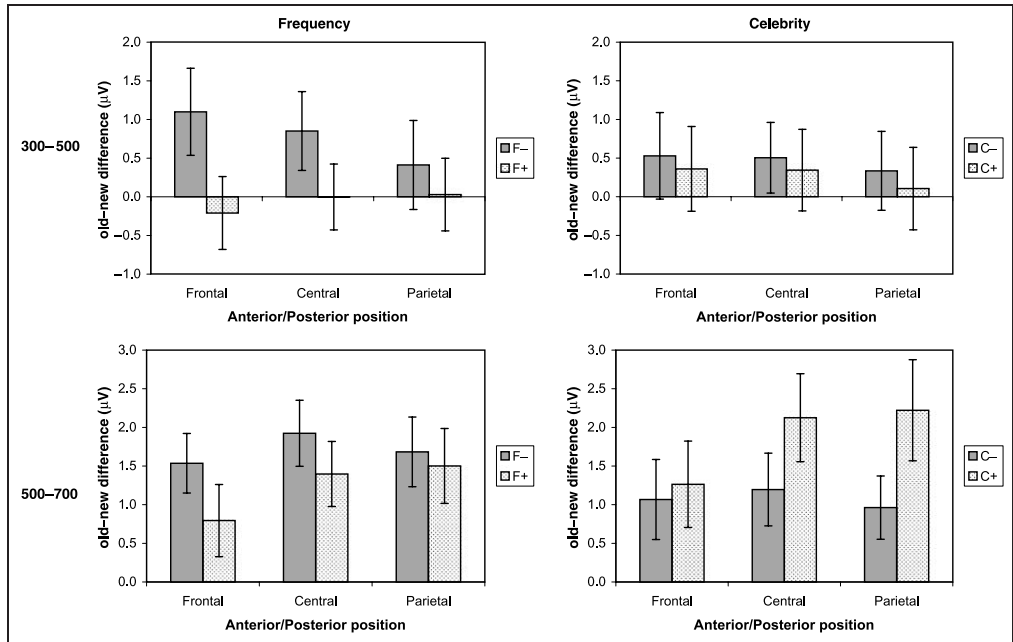 Frequency
old–new difference (μV)
2.0
1.5
1.0
0.5
0.0
–0.5
–1.0
Frontal
Central
Parietal
Anterior/Posterior position
F–
F+
300–500
Celebrity
old–new difference (μV)
2.0
1.5
1.0
0.5
0.0
–0.5
–1.0
Frontal
Central
Parietal
Anterior/Posterior position
C–
C+
old–new difference (μV)
3.0
2.5
2.0
1.5
1.0
0.5
0.0
Frontal
Central
Parietal
Anterior/Posterior position
F–
F+
500–700
old–new difference (μV)
3.0
2.5
2.0
1.5
1.0
0.5
0.0
Frontal
Central
Parietal
Anterior/Posterior position
C–
C+